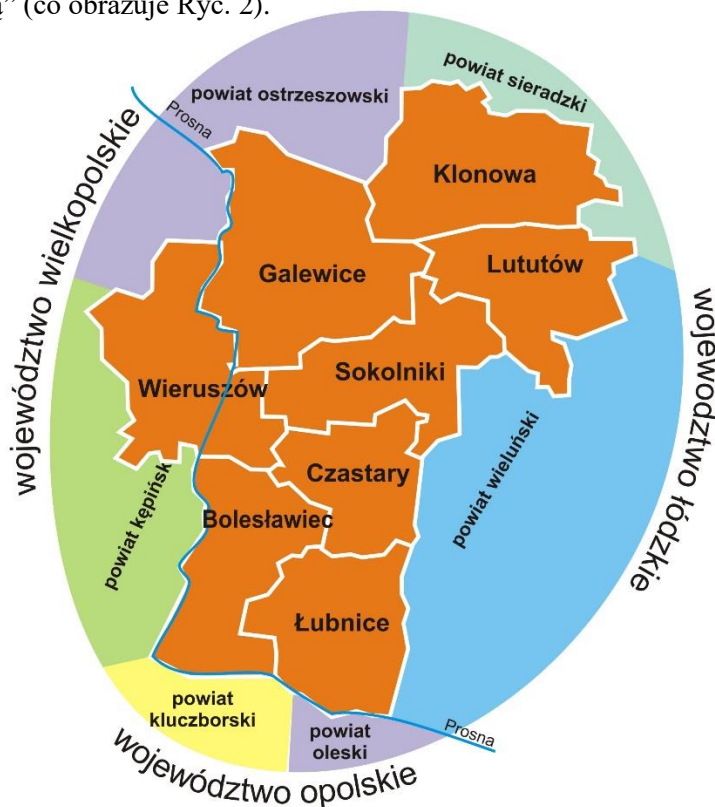 ą” (co obrazuje Ryc. 2).
powiat sieradzki
powiat ostrzeszowski
Prosna
Klonowa
województwo wielkopolskie
Galewice
Lututów
Sokolniki
Wieruszów
województwo łódzkie
powiat wieluński
Czastary
powiat kępińsk
Bolesławiec
Łubnice
powiat
kluczborski
powiat
oleski
Prosna
województwo opolskie